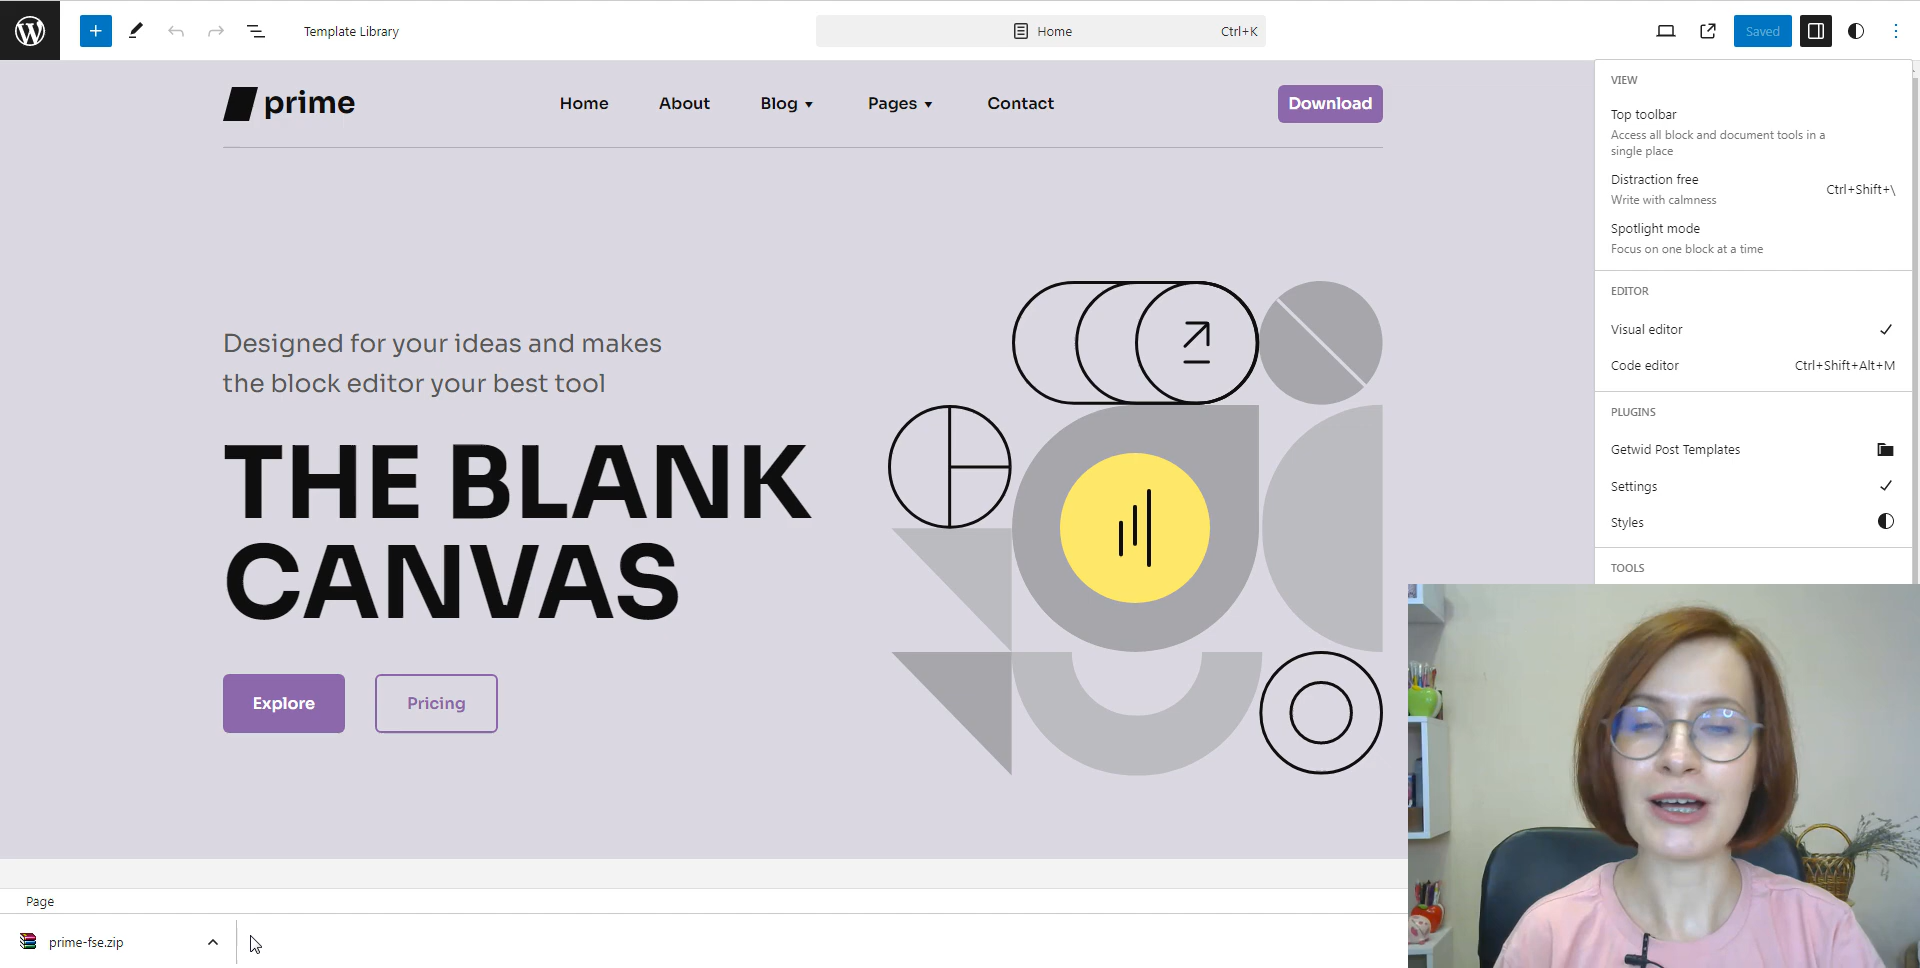 Template Library
Home
Ctrl+K
Saved
prime
Home
About
Blog
Pages
Contact
Download
Designed for your ideas and makes
the block editor your best tool
THE BLANK
CANVAS
Explore
Pricing
VIEW
Top toolbar
Access all block and document tools in a
single place
Distraction free
Ctrl+Shift+\
Write with calmness
Spotlight mode
Focus on one block at a time
EDITOR
Visual editor
Code editor
Ctrl+Shift+Alt+M
PLUGINS
Getwid Post Templates
Settings
Styles
TOOLS
Page
prime-fse.zip